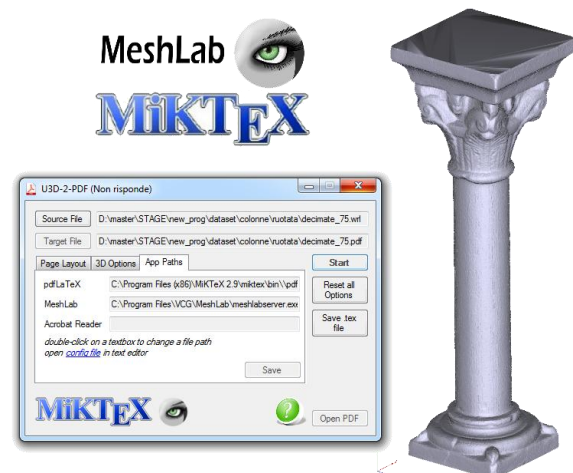 MeshLab
MiKTEX
U3D-2-PDF (Non risponde)
Source File D:\master\STAGE\new_prog\dataset\colonne\ruotata\decimate_75.wrl
Target File D:\master\STAGE\new_prog\dataset\colonne\ruotata\decimate_75.pdf
Page Layout 3D Options App Paths Start
pdfLaTeX C:\Program Files (x86)\MiKTeX 2.9\miktex\bin\\pdf
Reset all Options
MeshLab C:\Program Files\VCG\MeshLab\meshlabserver.exe
Acrobat Reader
Save .tex file
double-click on a textbox to change a file path
open config file in text editor
Save
MiKTEX
Open PDF